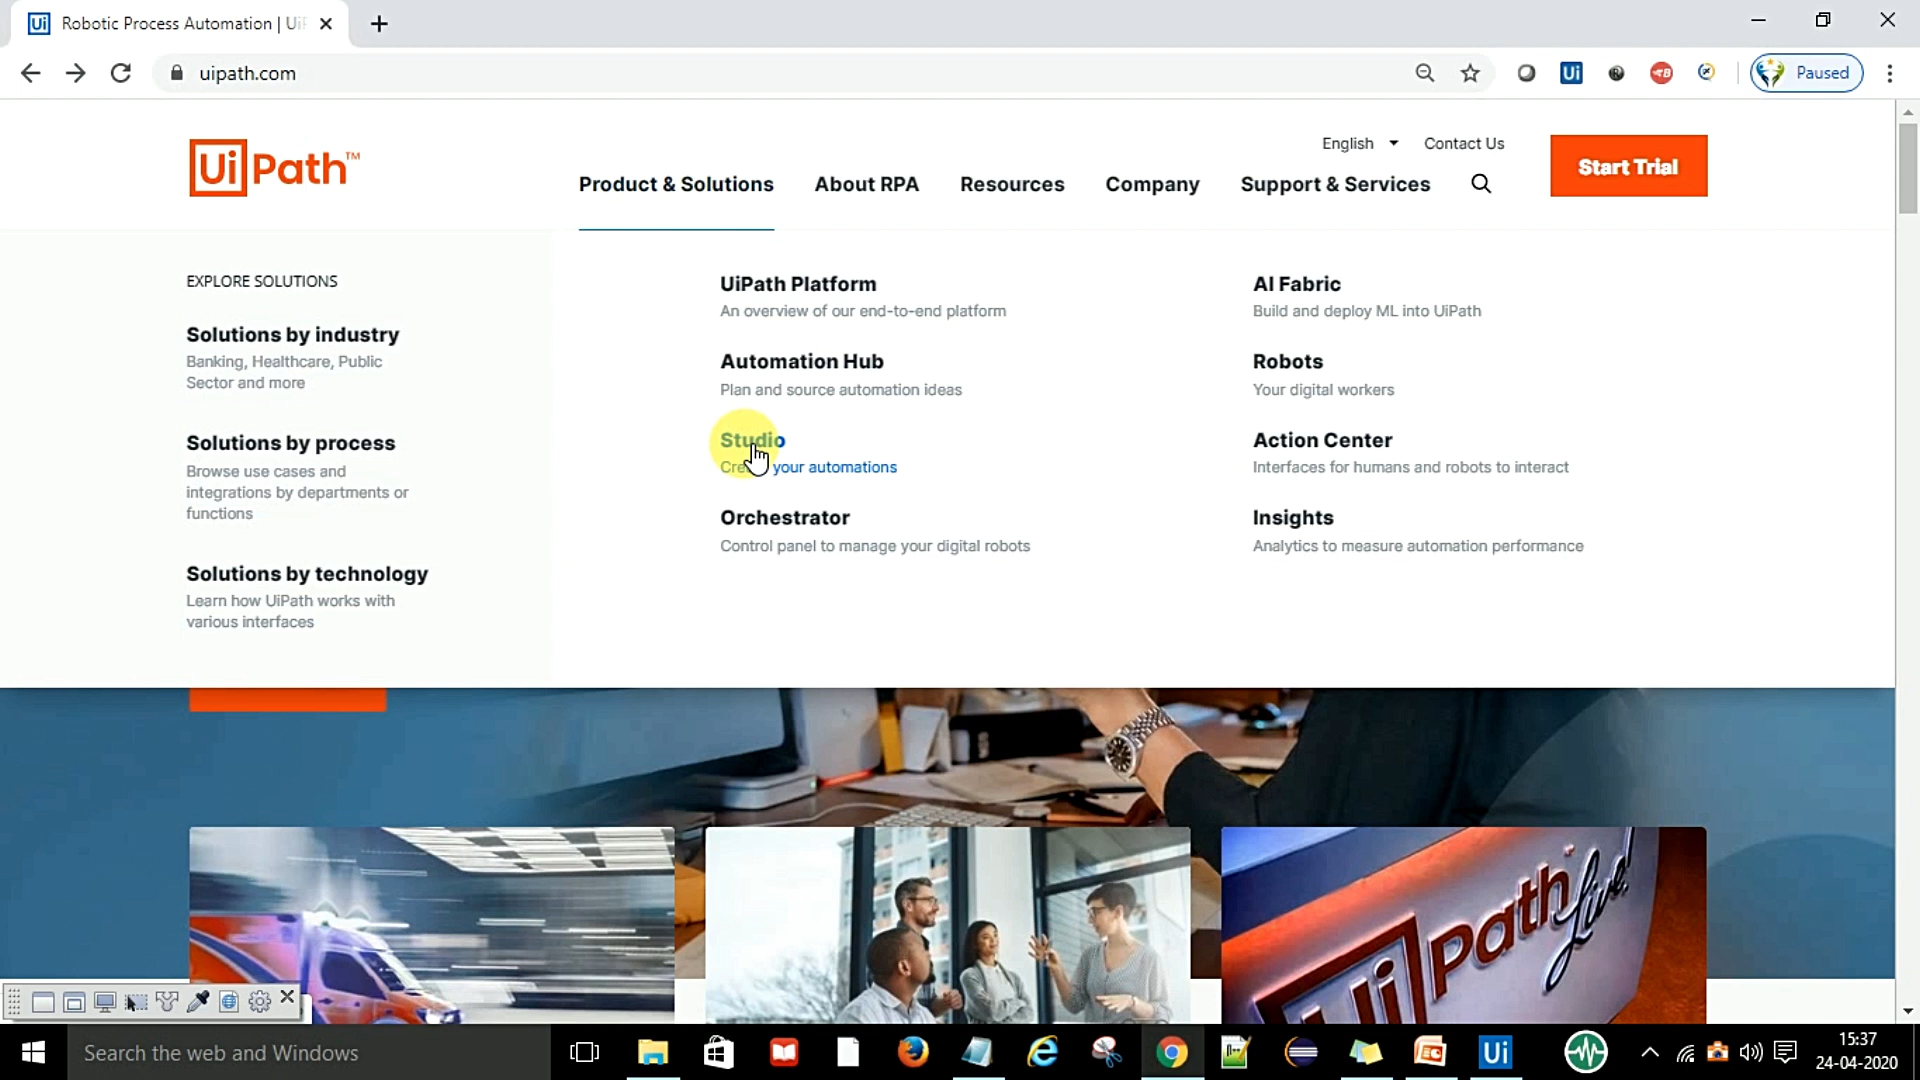 Robotic Process Automation | Ui
uipath.com
Paused
UiPath™
English
Contact Us
Start Trial
Product & Solutions
About RPA
Resources
Company
Support & Services
EXPLORE SOLUTIONS
Solutions by industry
Banking, Healthcare, Public
Sector and more
Solutions by process
Browse use cases and
integrations by departments or
functions
Solutions by technology
Learn how UiPath works with
various interfaces
UiPath Platform
An overview of our end-to-end platform
Automation Hub
Plan and source automation ideas
Studio
your automations
Orchestrator
Control panel to manage your digital robots
AI Fabric
Build and deploy ML into UiPath
Robots
Your digital workers
Action Center
Interfaces for humans and robots to interact
Insights
Analytics to measure automation performance
UiPath live
Search the web and Windows
Ui
15:37
24-04-2020